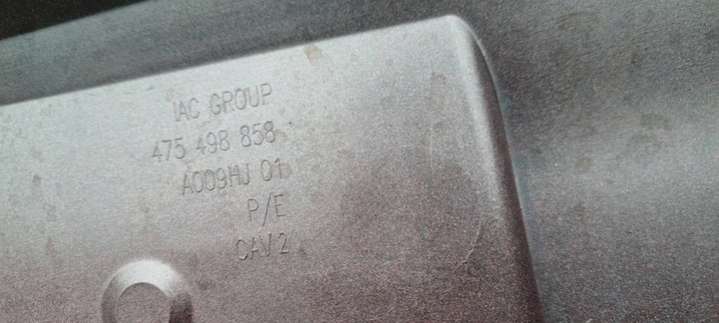 IAC GROUP
475 498 858
A009HJ 01
P/E
CAV 2